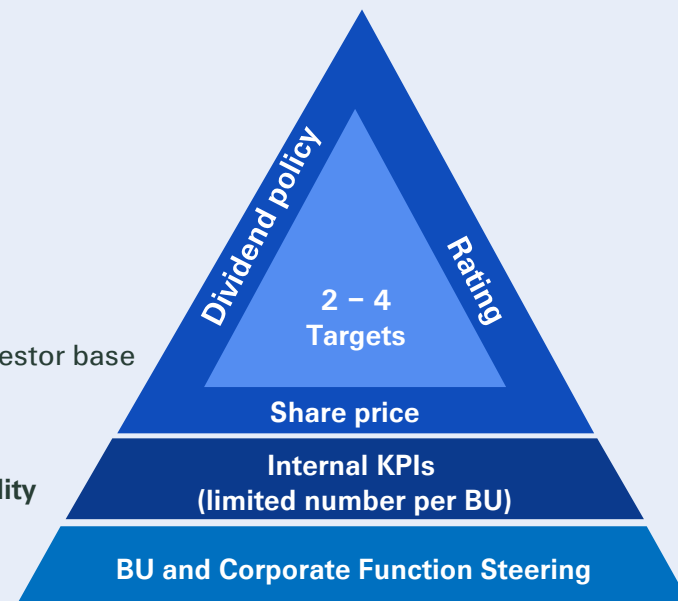 Dividend policy
Rating
2 – 4
Targets
estor base
Share price
Internal KPIs
lity
(limited number per BU)
BU and Corporate Function Steering